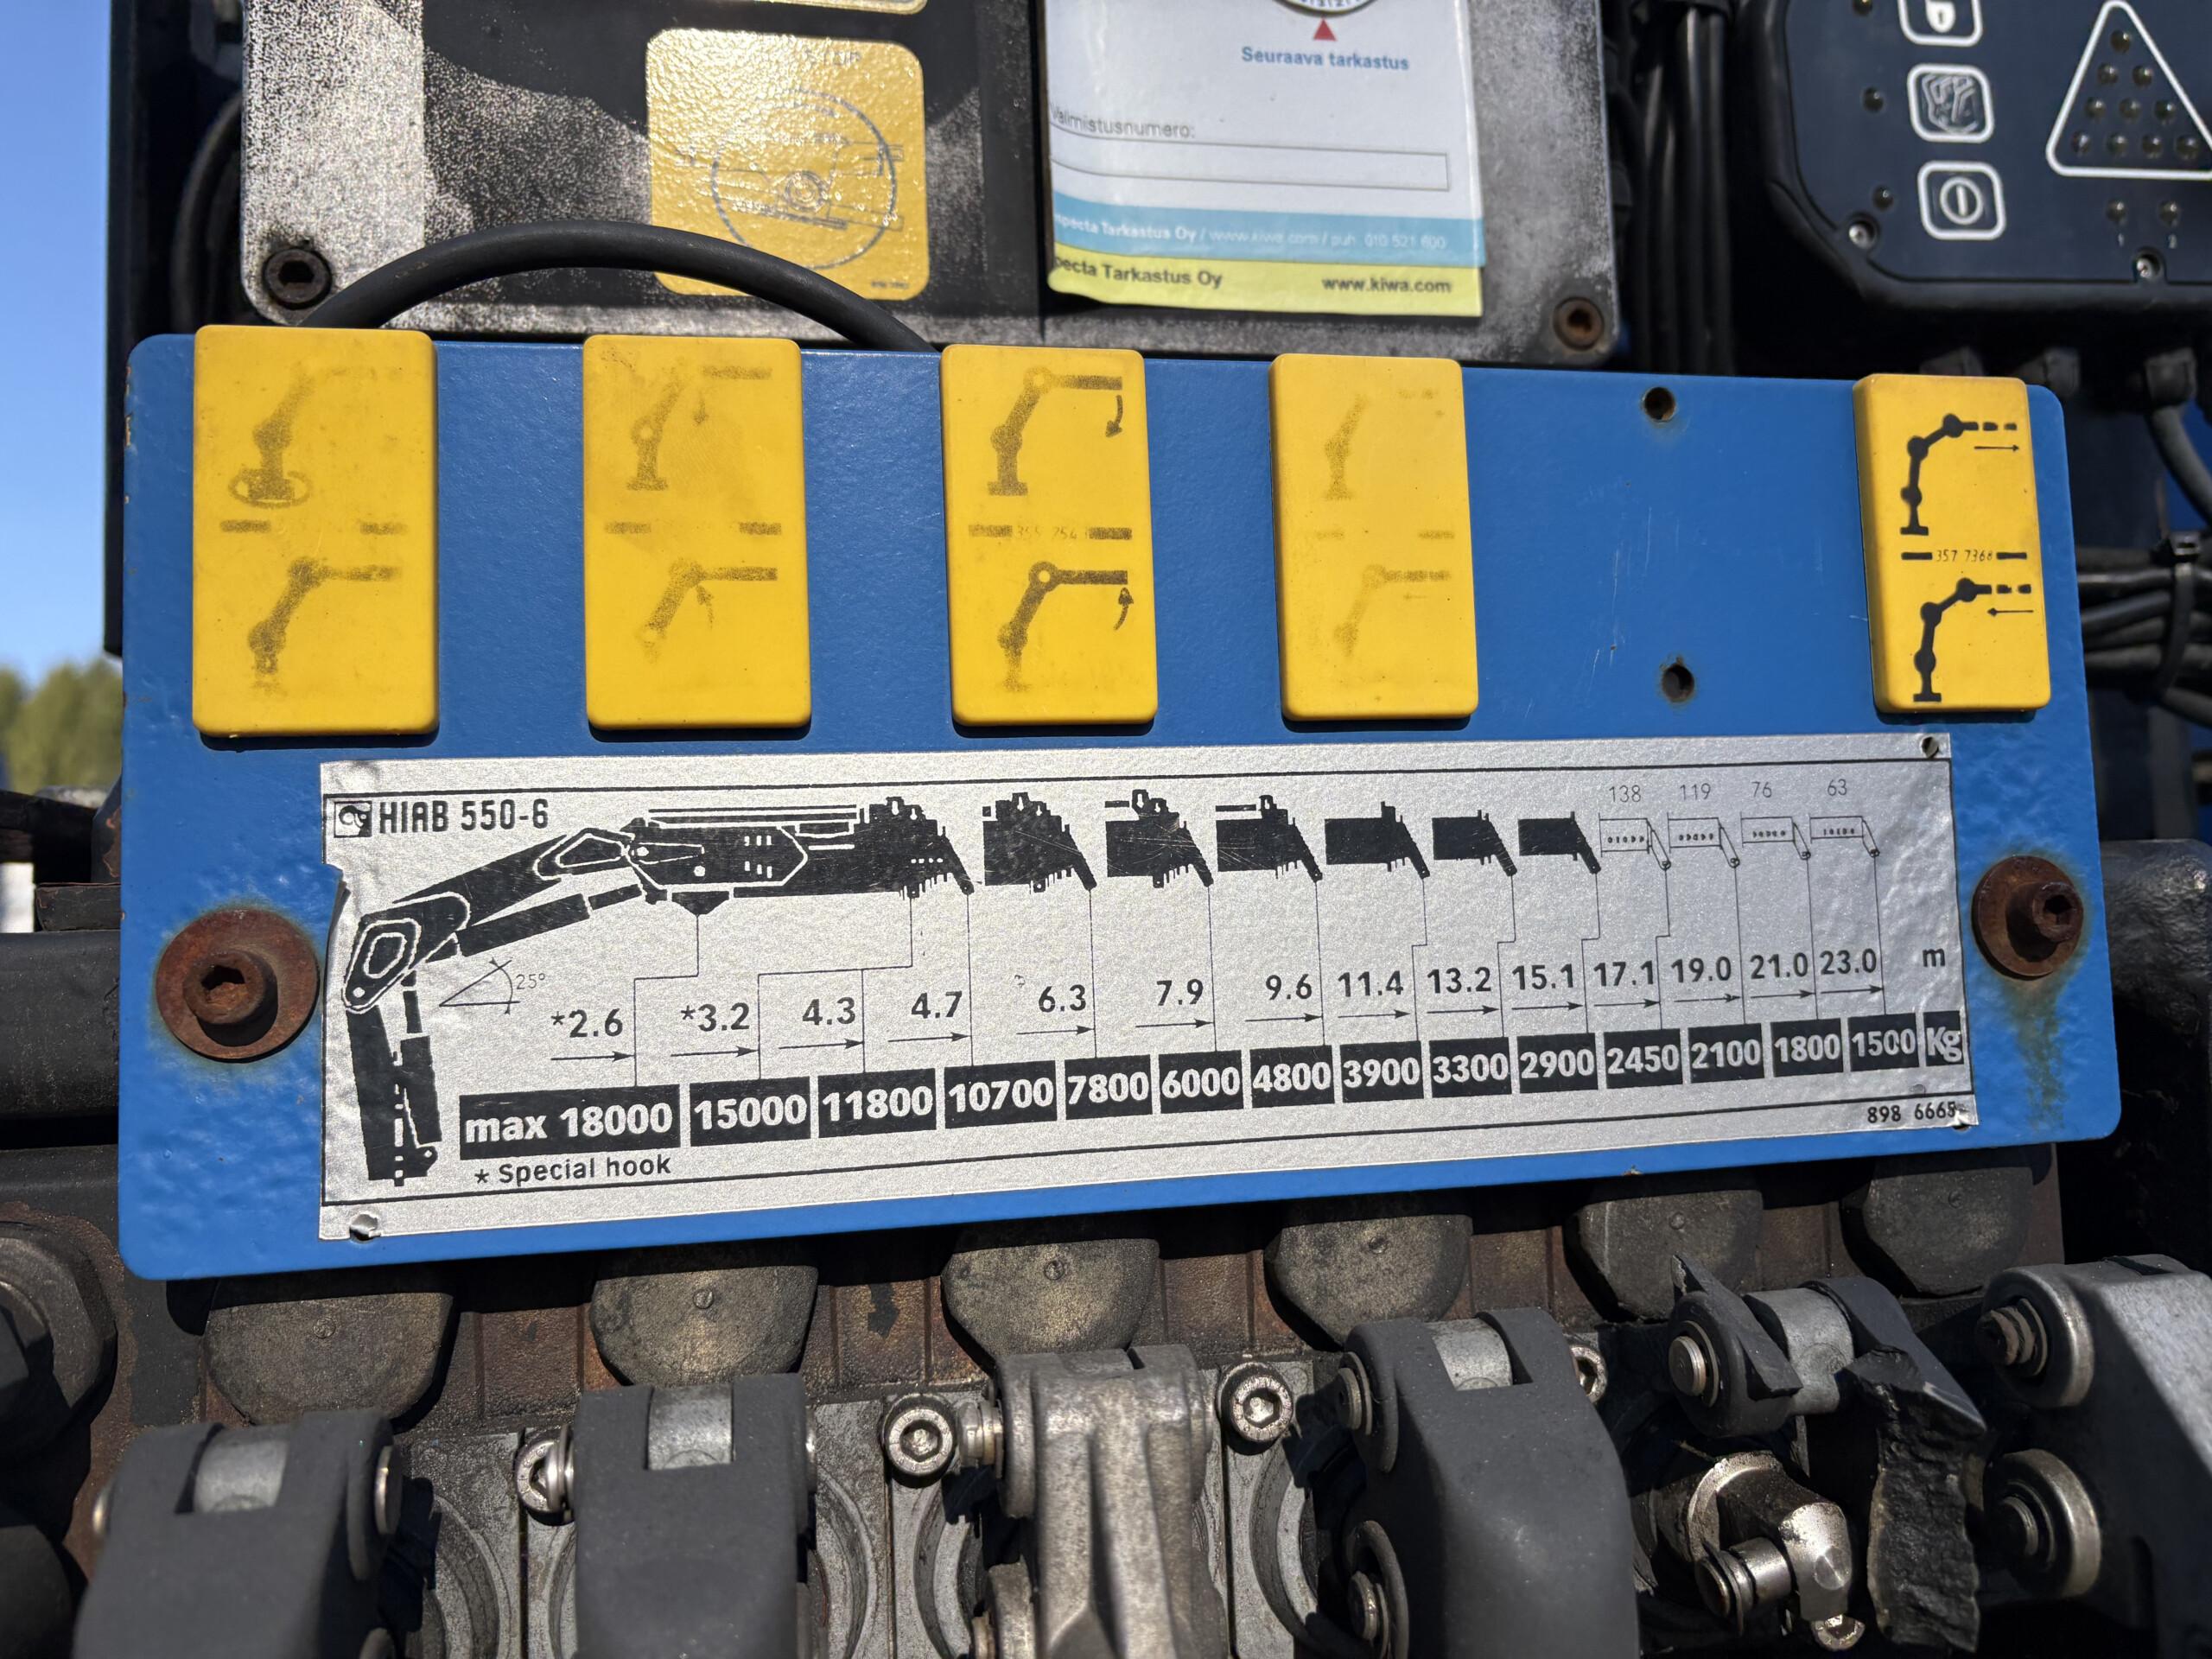 Seuraava tarkastus
Valmistusnumero:
Tarkastus Oy / www.kiwa.com / puh. 010 521 600
Tarkastus Oy www.kiwa.com
357 7366
HIAB 550-6
138 119 76 63
25°
*2.6 *3.2 4.3 4.7 6.3 7.9 9.6 11.4 13.2 15.1 17.1 19.0 21.0 23.0 m
max 18000 15000 11800 10700 7800 6000 4800 3900 3300 2900 2450 2100 1800 1500 Kg
* Special hook
898 6665
1 2